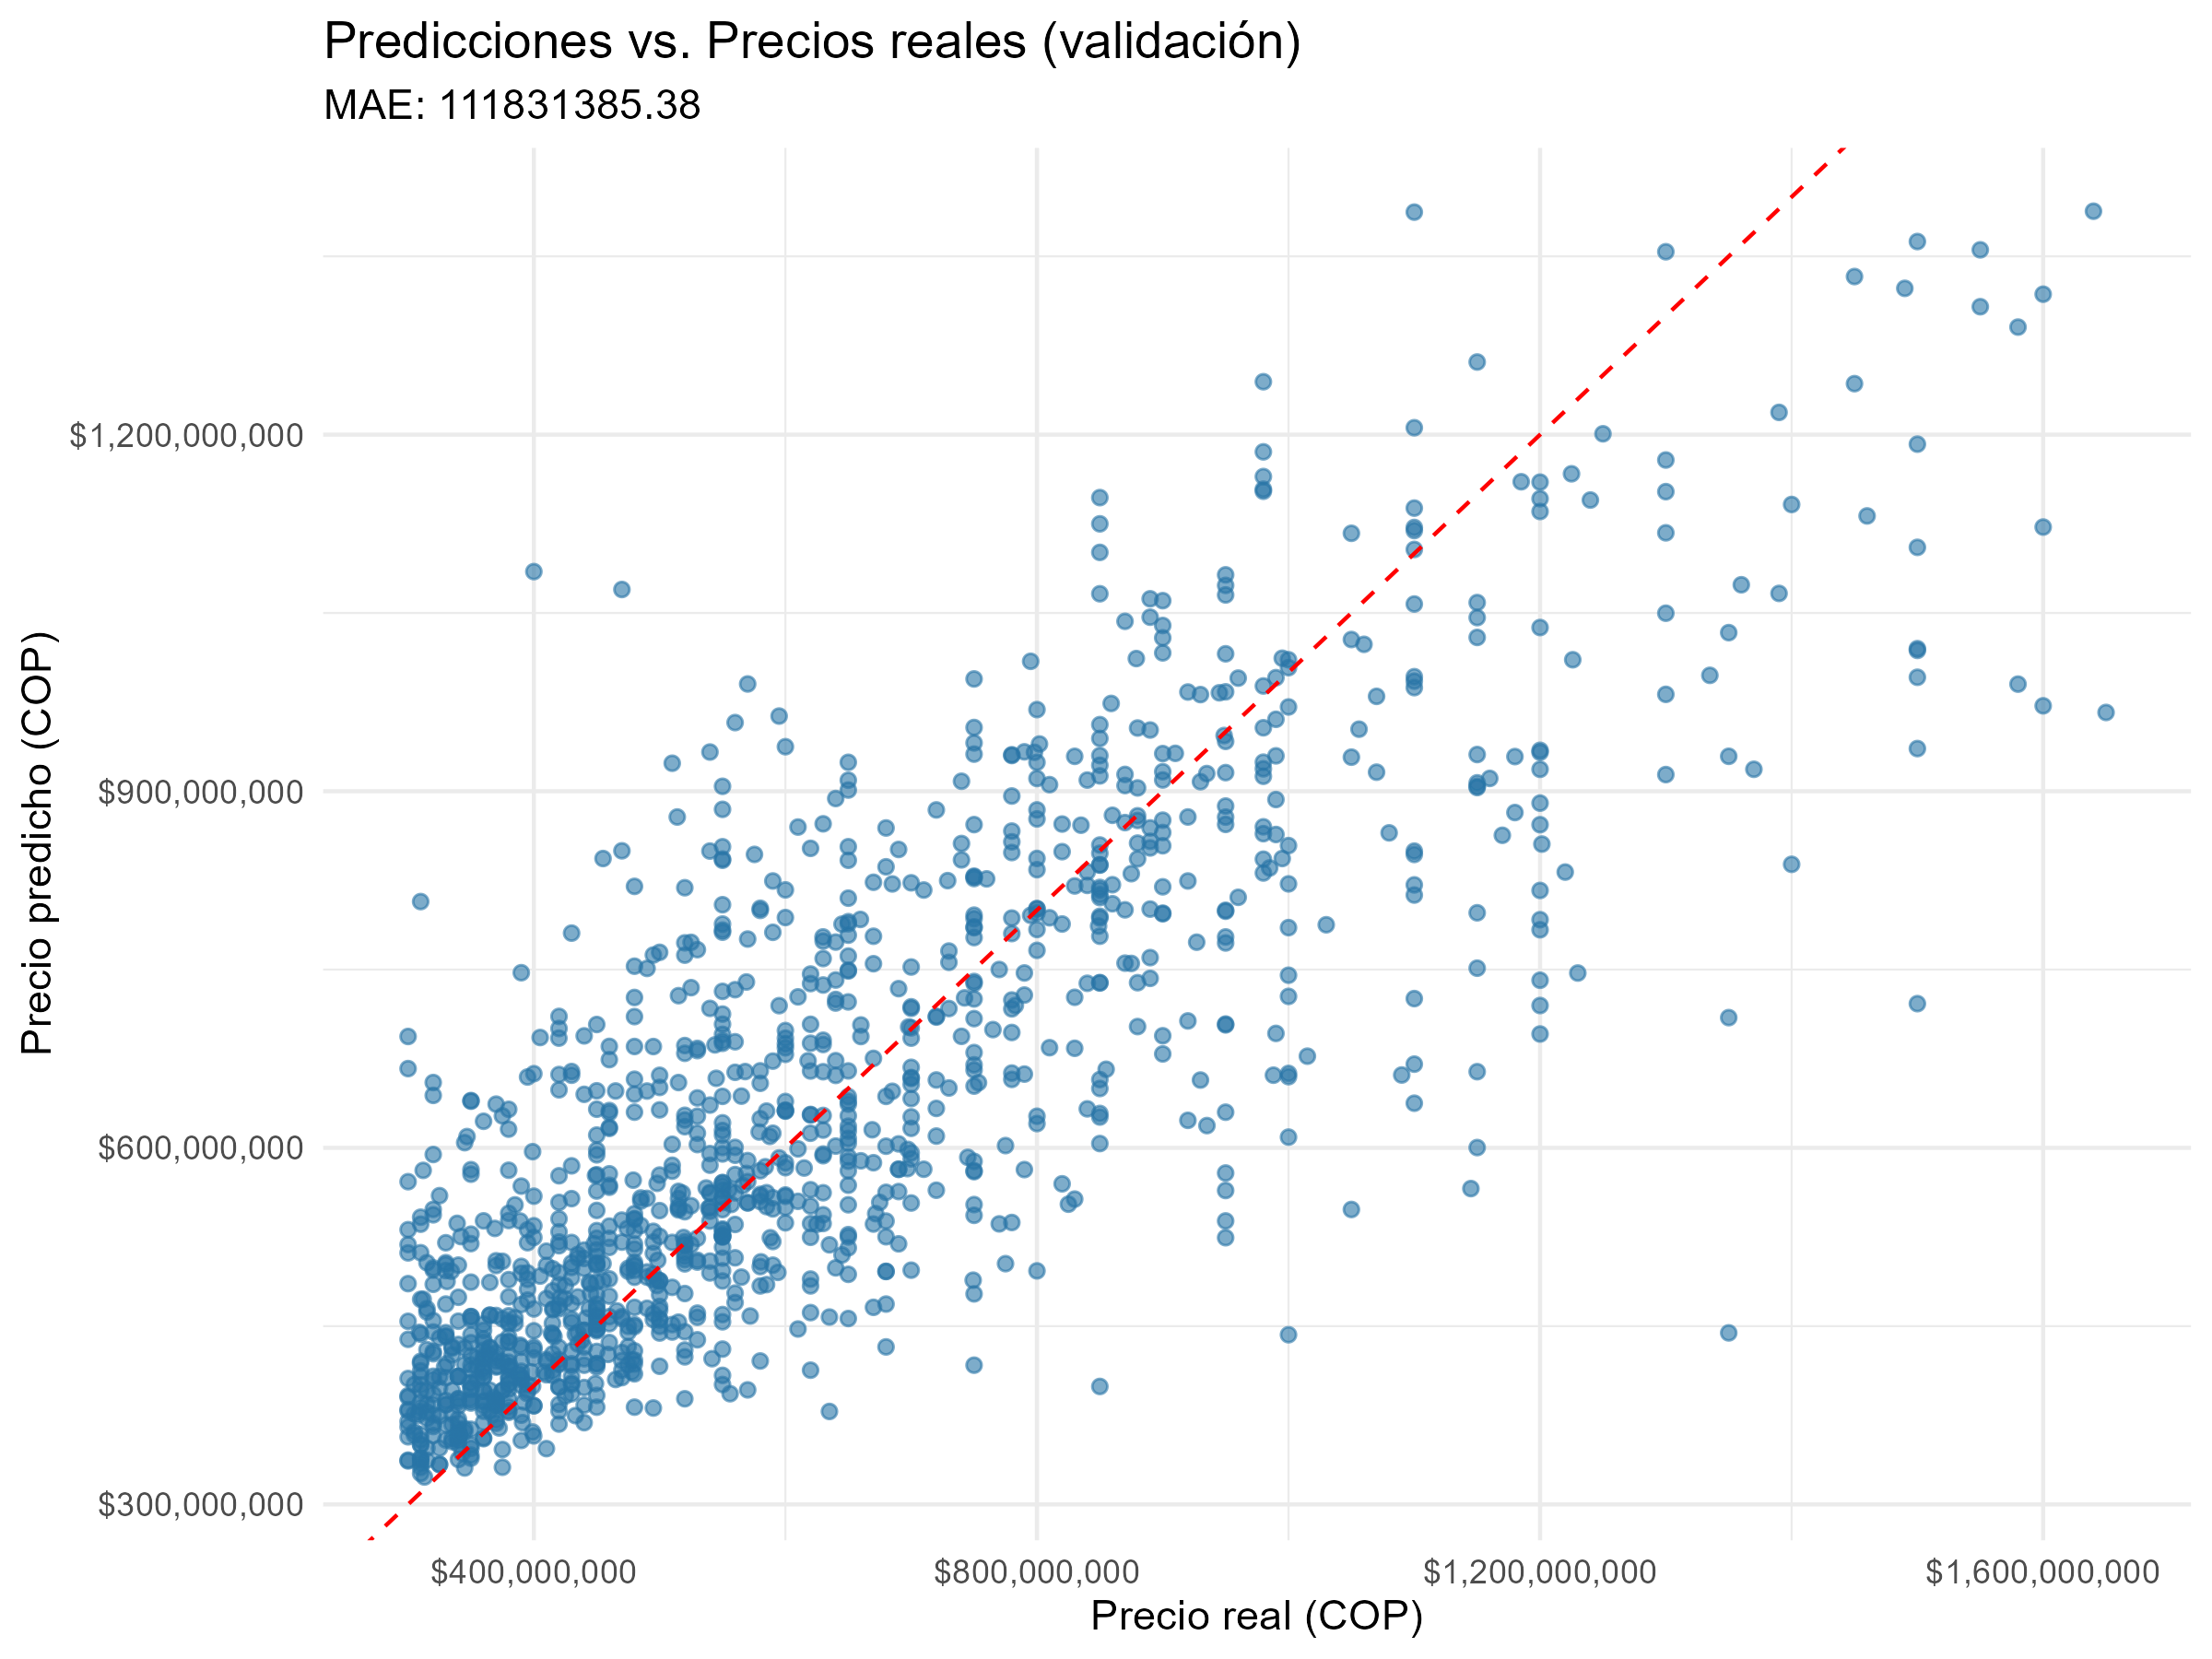 Predicciones vs. Precios reales (validación)
MAE: 111831385.38
Precio predicho (COP)
$1,200,000,000
$900,000,000
$600,000,000
$300,000,000
$400,000,000
$800,000,000
$1,200,000,000
$1,600,000,000
Precio real (COP)